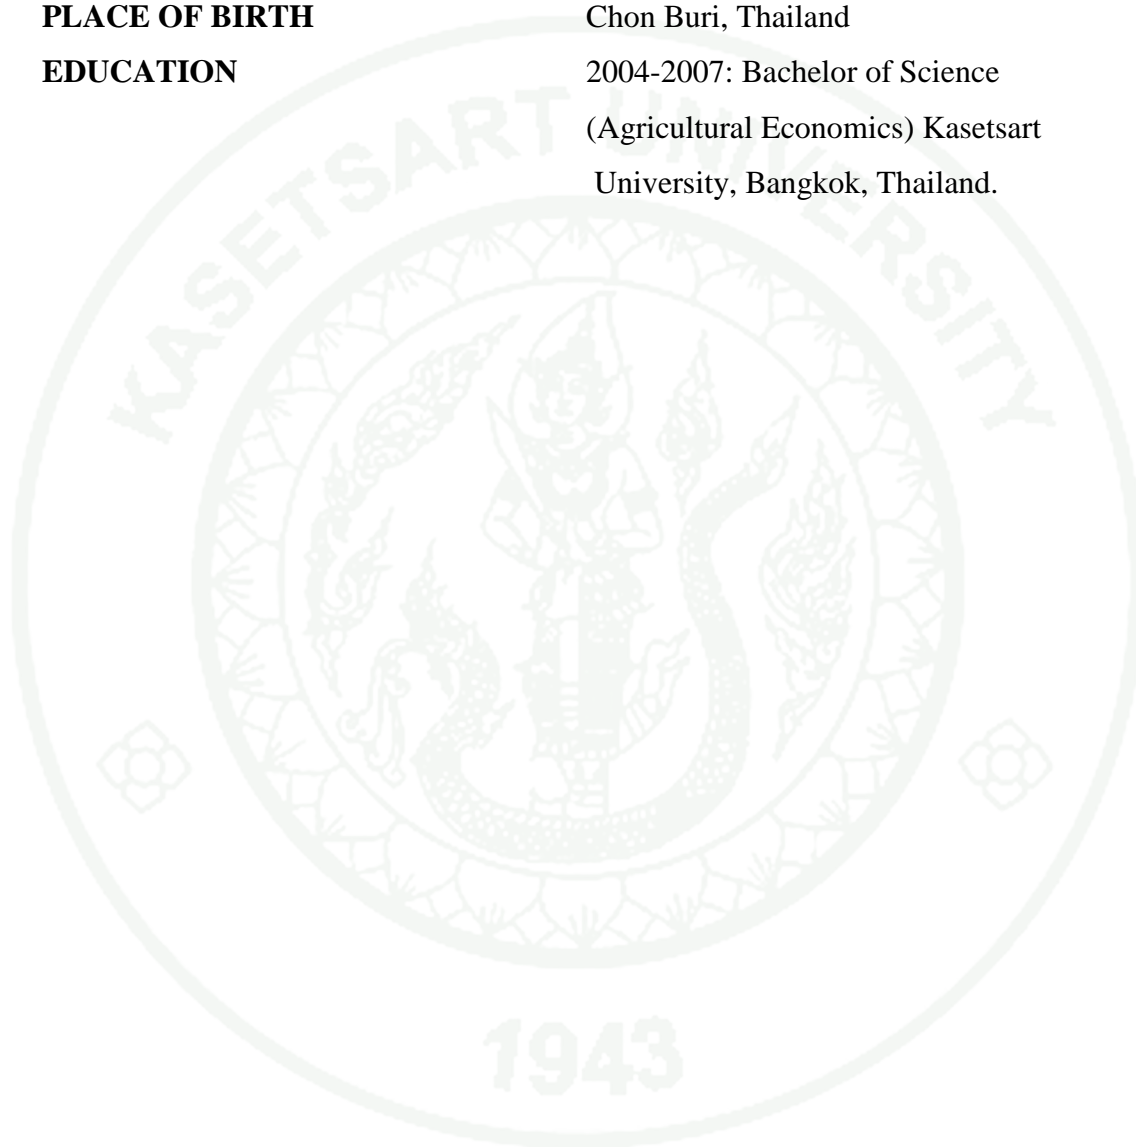 PLACE OF BIRTH Chon Buri, Thailand
EDUCATION 2004-2007: Bachelor of Science
(Agricultural Economics) Kasetsart
University, Bangkok, Thailand.
KASETSART UNIVERSITY
1943